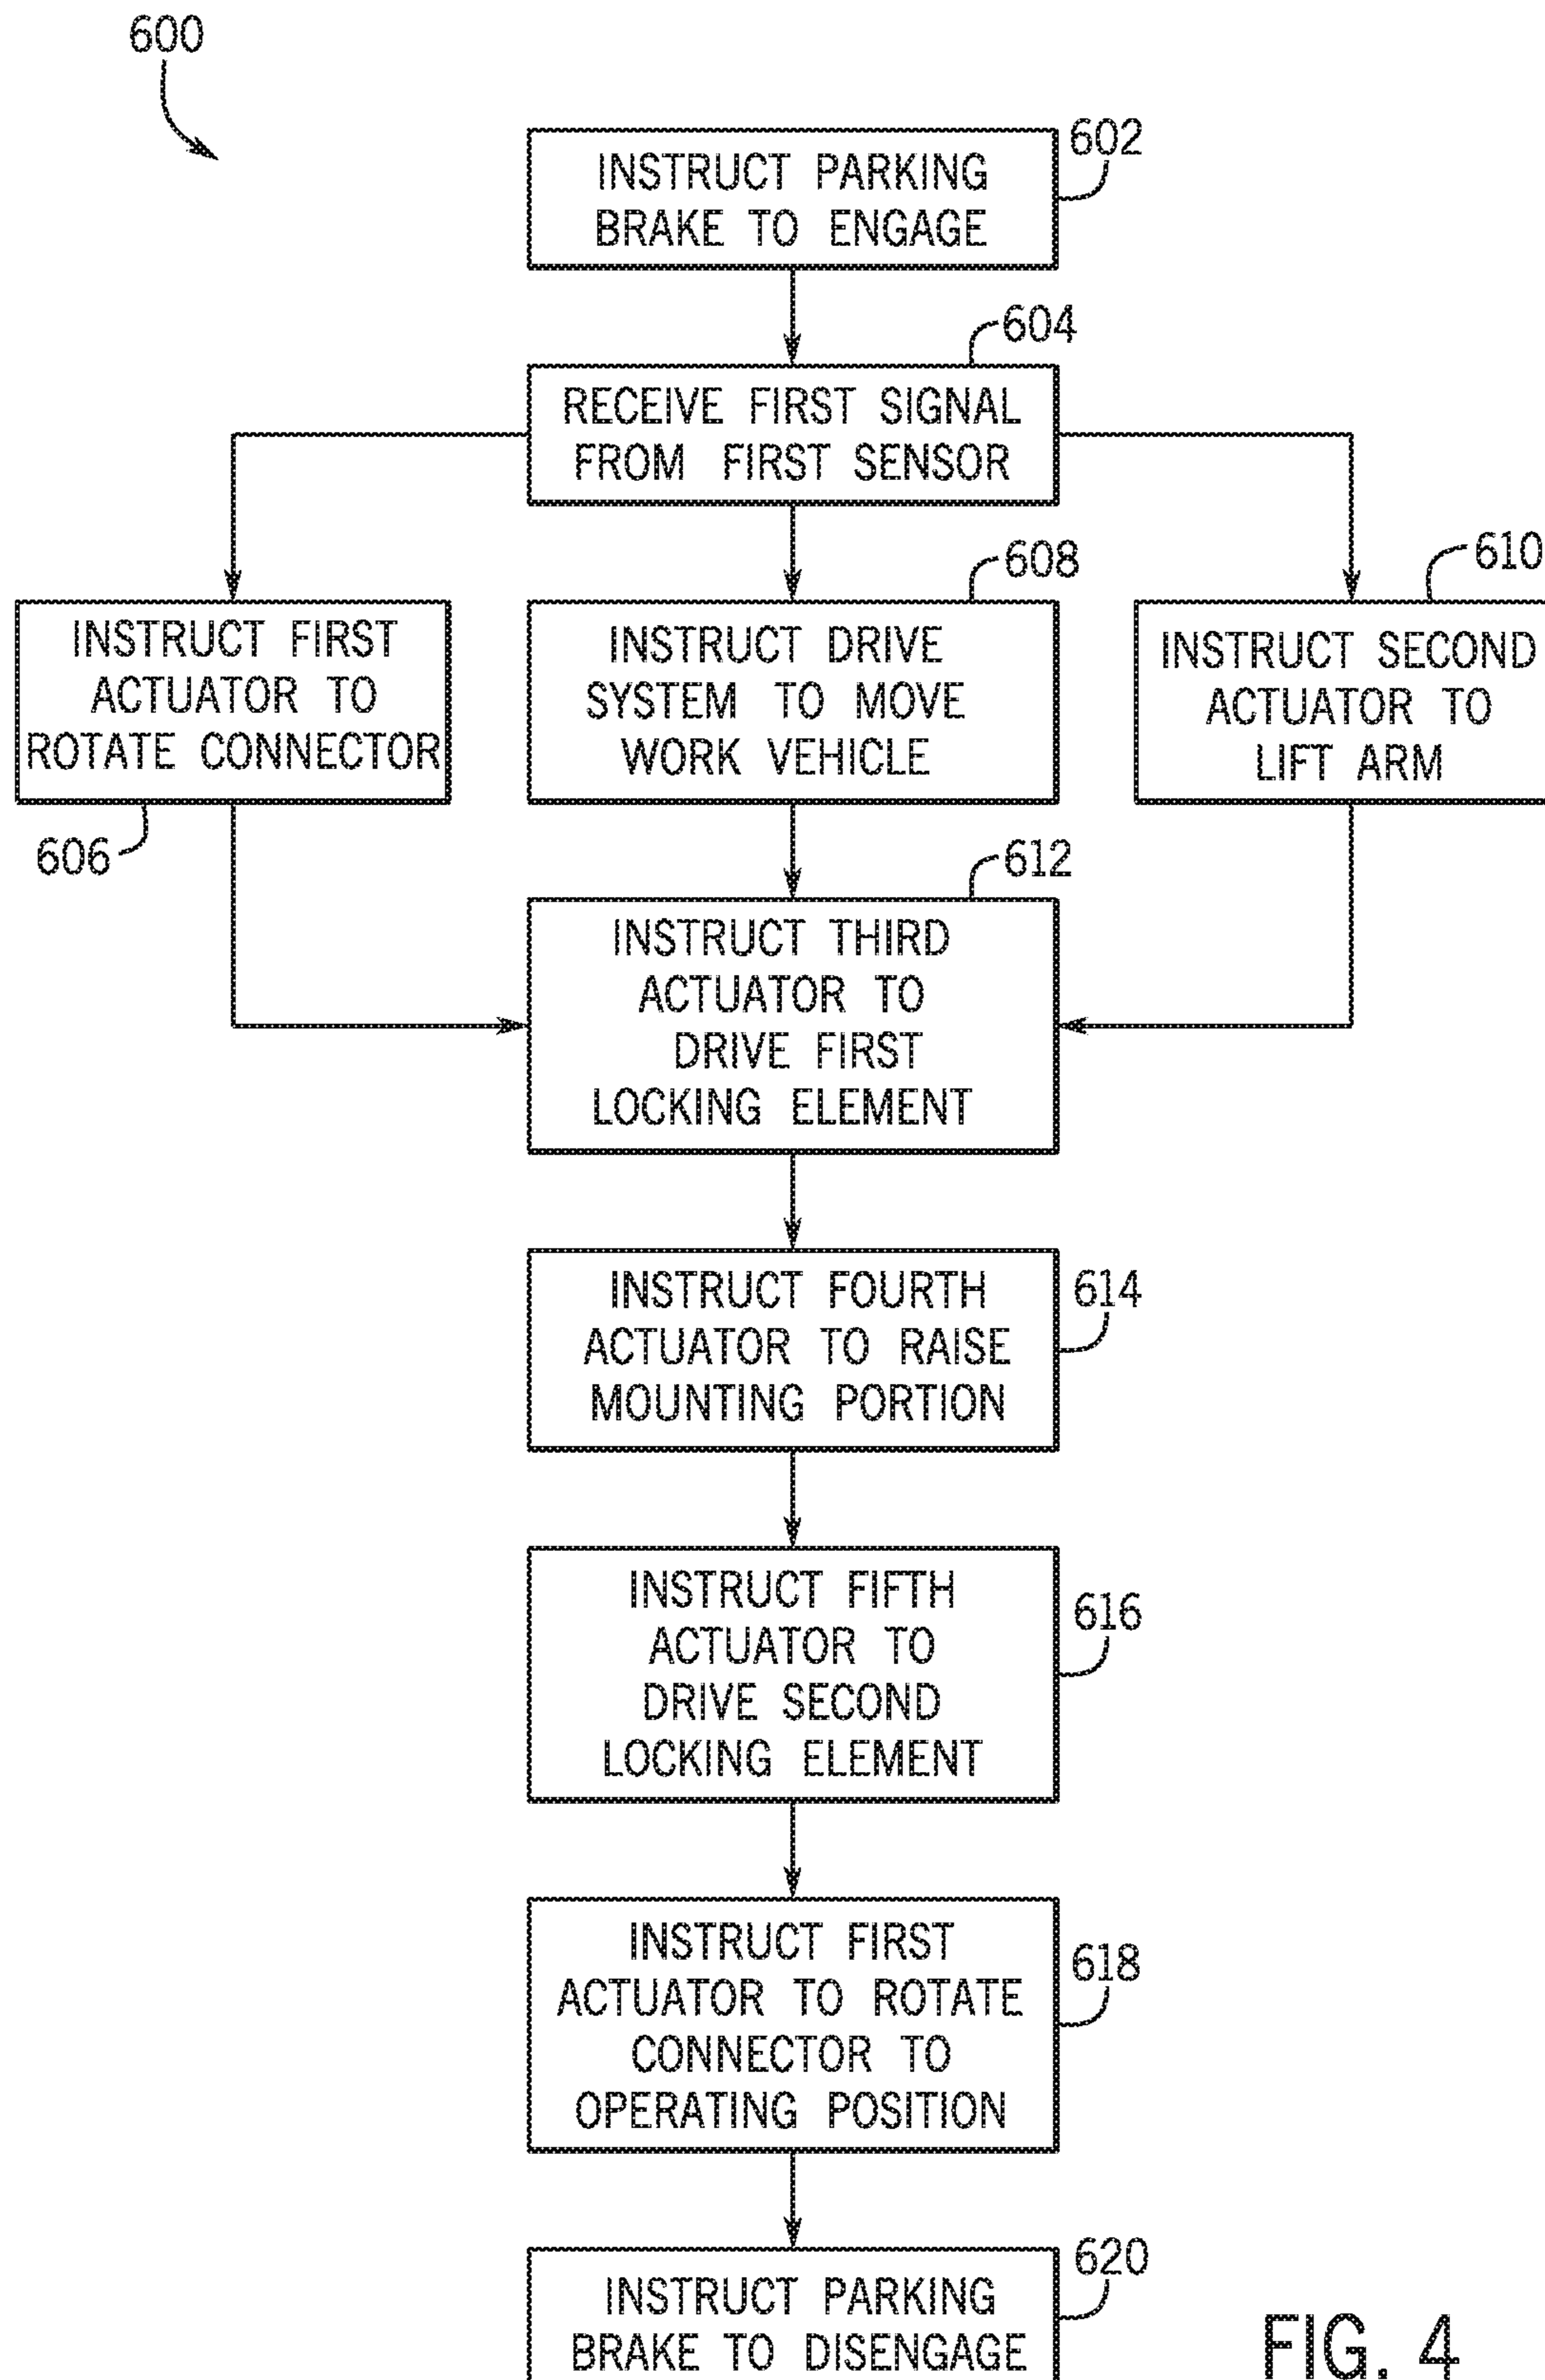 600
602
INSTRUCT PARKING
BRAKE TO ENGAGE
604
RECEIVE FIRST SIGNAL
FROM FIRST SENSOR
606
INSTRUCT FIRST
ACTUATOR TO
ROTATE CONNECTOR
608
INSTRUCT DRIVE
SYSTEM TO MOVE
WORK VEHICLE
610
INSTRUCT SECOND
ACTUATOR TO
LIFT ARM
612
INSTRUCT THIRD
ACTUATOR TO
DRIVE FIRST
LOCKING ELEMENT
614
INSTRUCT FOURTH
ACTUATOR TO RAISE
MOUNTING PORTION
616
INSTRUCT FIFTH
ACTUATOR TO
DRIVE SECOND
LOCKING ELEMENT
618
INSTRUCT FIRST
ACTUATOR TO ROTATE
CONNECTOR TO
OPERATING POSITION
620
INSTRUCT PARKING
BRAKE TO DISENGAGE
FIG. 4